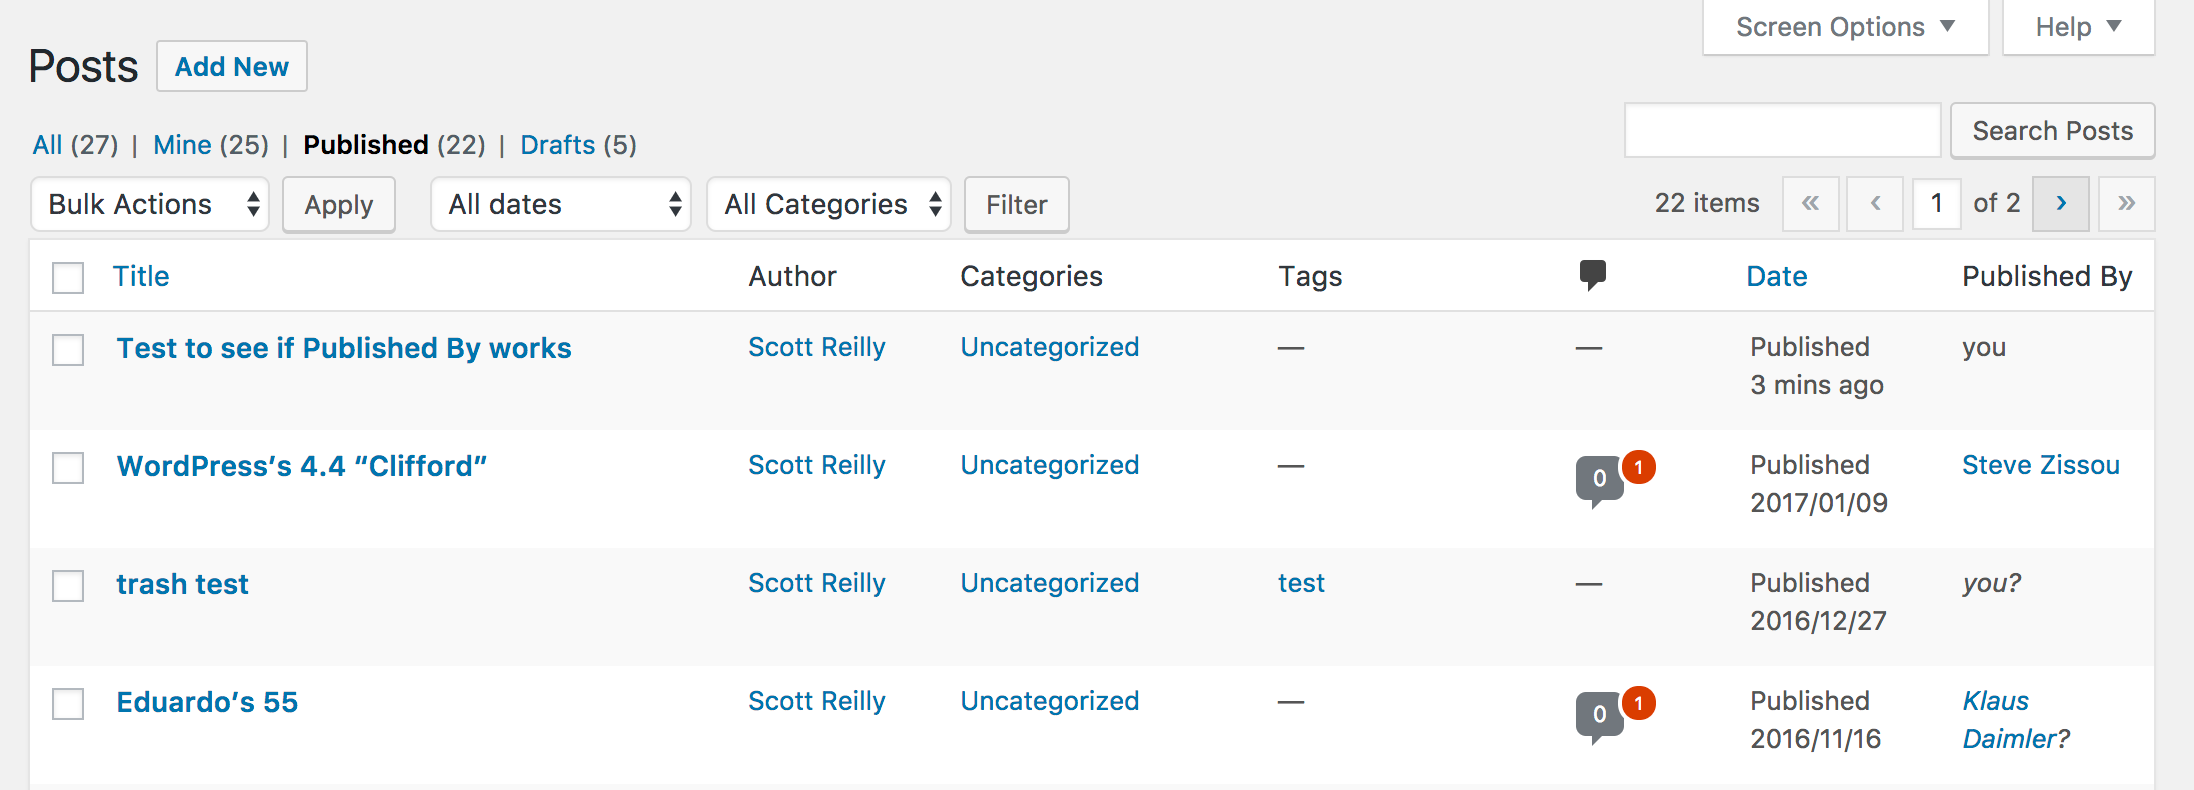 Screen Options ▼ Help ▼
Posts Add New
Search Posts
All (27) | Mine (25) | Published (22) | Drafts (5)
Bulk Actions Apply All dates All Categories Filter 22 items « ‹ 1 of 2 › »
Title Author Categories Tags Date Published By
Test to see if Published By works Scott Reilly Uncategorized — — Published you
3 mins ago
WordPress’s 4.4 “Clifford” Scott Reilly Uncategorized — 0 1 Published Steve Zissou
2017/01/09
trash test Scott Reilly Uncategorized test — Published you?
2016/12/27
Eduardo’s 55 Scott Reilly Uncategorized — 0 1 Published Klaus
2016/11/16 Daimler?